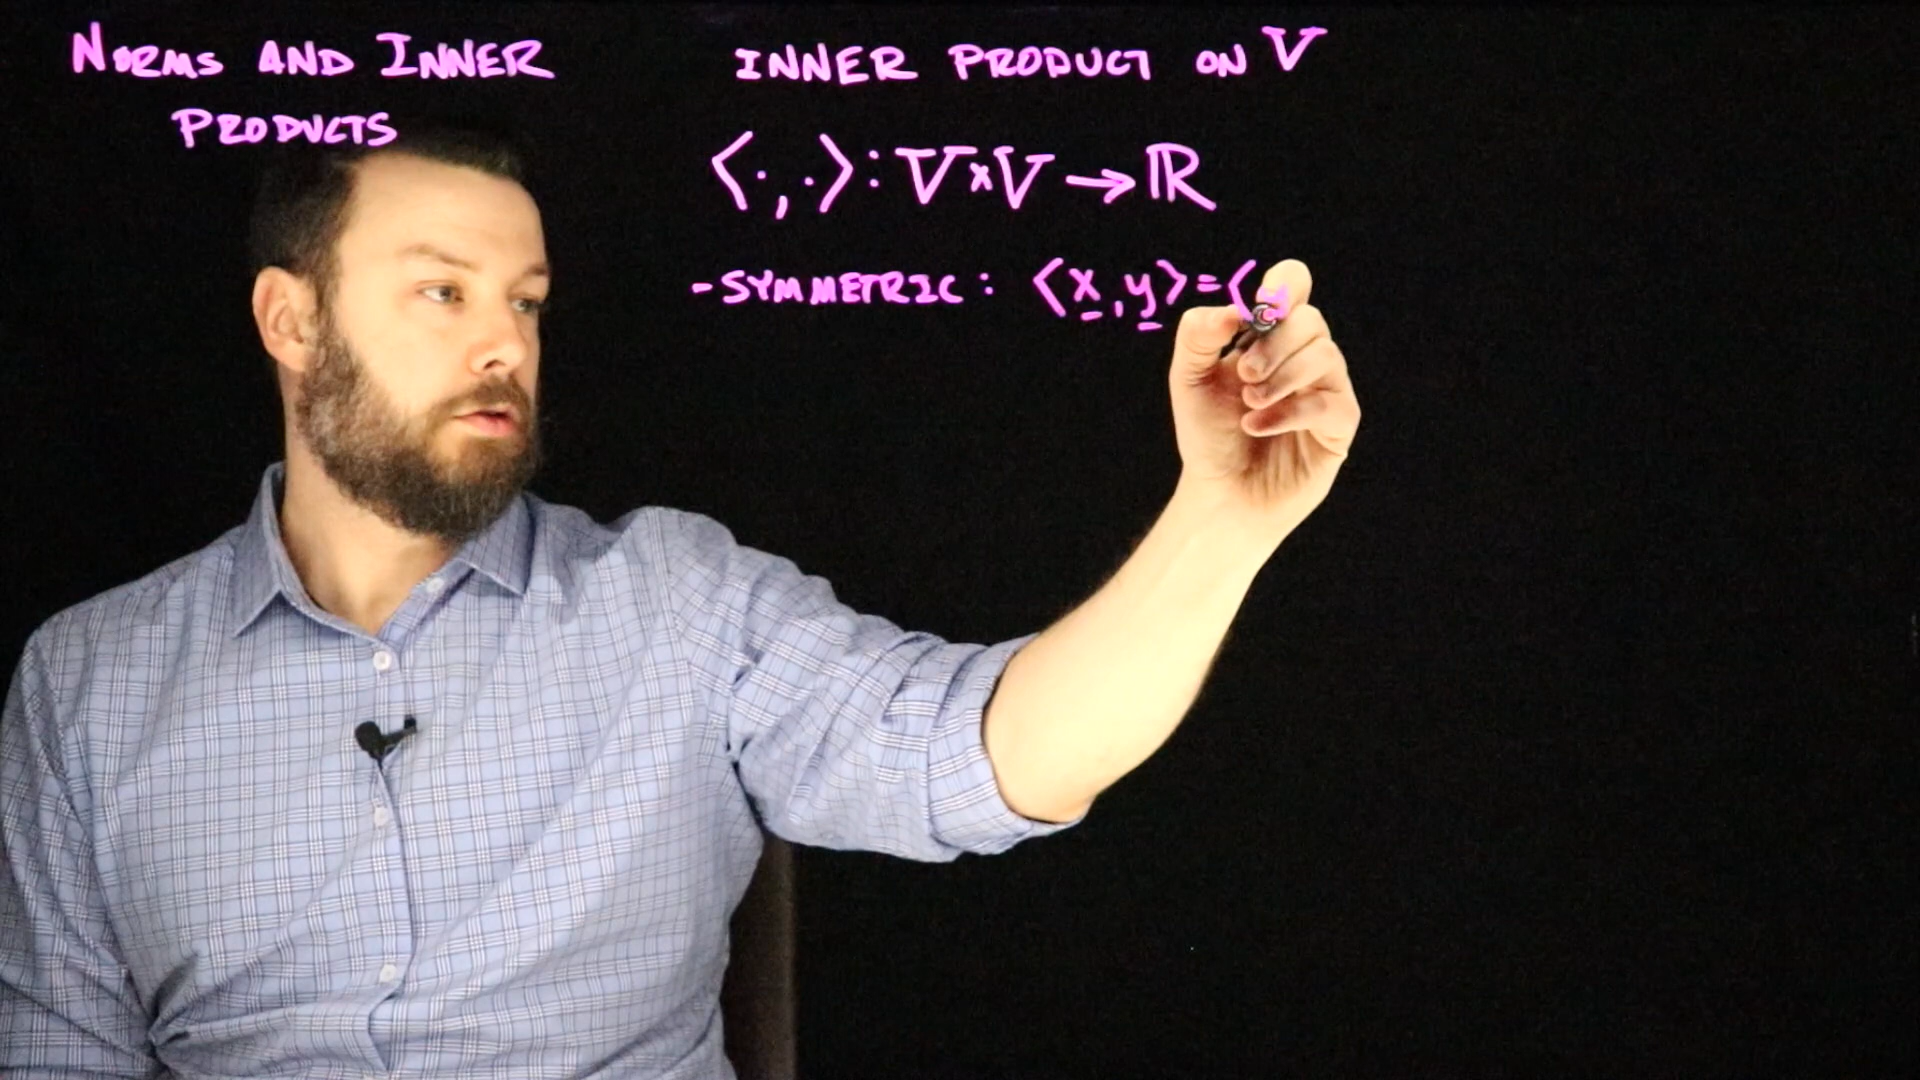 NORMS AND INNER
PRODUCTS
INNER PRODUCT ON V
⟨·,·⟩: V×V → ℝ
-SYMMETRIC: ⟨x̲,y̲⟩=⟨y